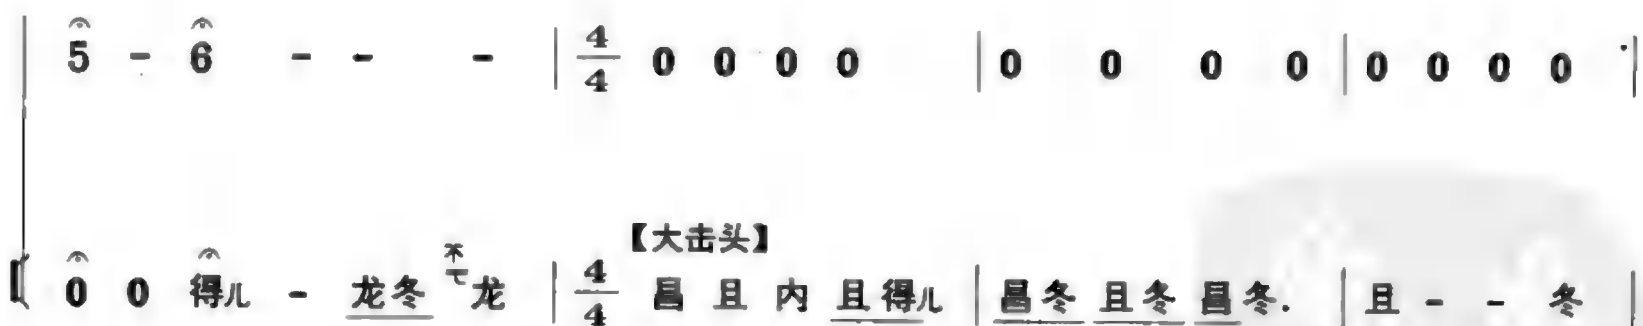 5 - 6 - - - | 4/4 0 0 0 0 | 0 0 0 0 | 0 0 0 0 |
【大击头】
0 0 得儿 - 龙冬 龙 | 4/4 昌 且 内 且得儿 | 昌冬 且冬 昌冬. | 且 - - 冬 |